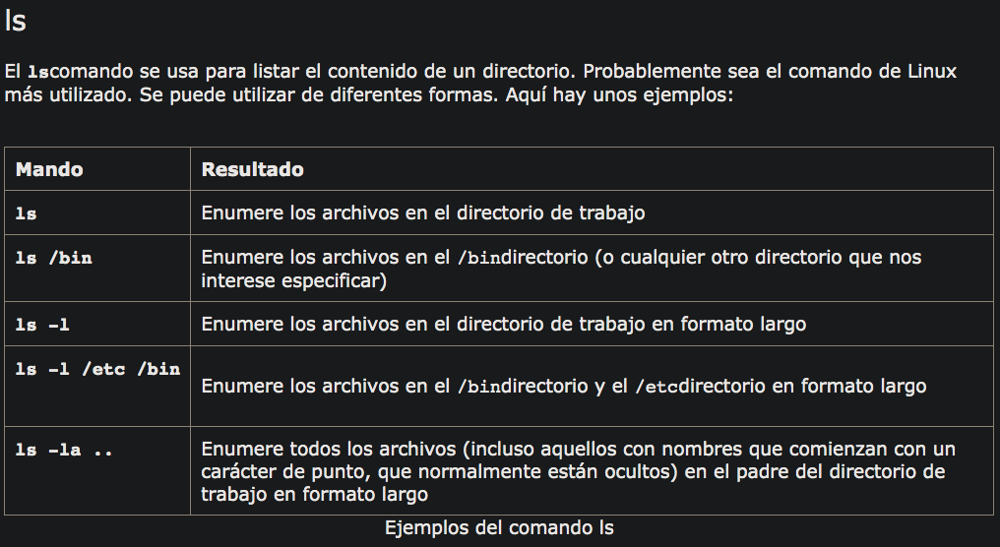 ls
El lscomando se usa para listar el contenido de un directorio. Probablemente sea el comando de Linux
más utilizado. Se puede utilizar de diferentes formas. Aquí hay unos ejemplos:
Mando Resultado
ls Enumere los archivos en el directorio de trabajo
ls /bin Enumere los archivos en el /bindirectorio (o cualquier otro directorio que nos
interese especificar)
ls -l Enumere los archivos en el directorio de trabajo en formato largo
ls -l /etc /bin Enumere los archivos en el /bindirectorio y el /etcdirectorio en formato largo
ls -la .. Enumere todos los archivos (incluso aquellos con nombres que comienzan con un
carácter de punto, que normalmente están ocultos) en el padre del directorio de
trabajo en formato largo
Ejemplos del comando ls